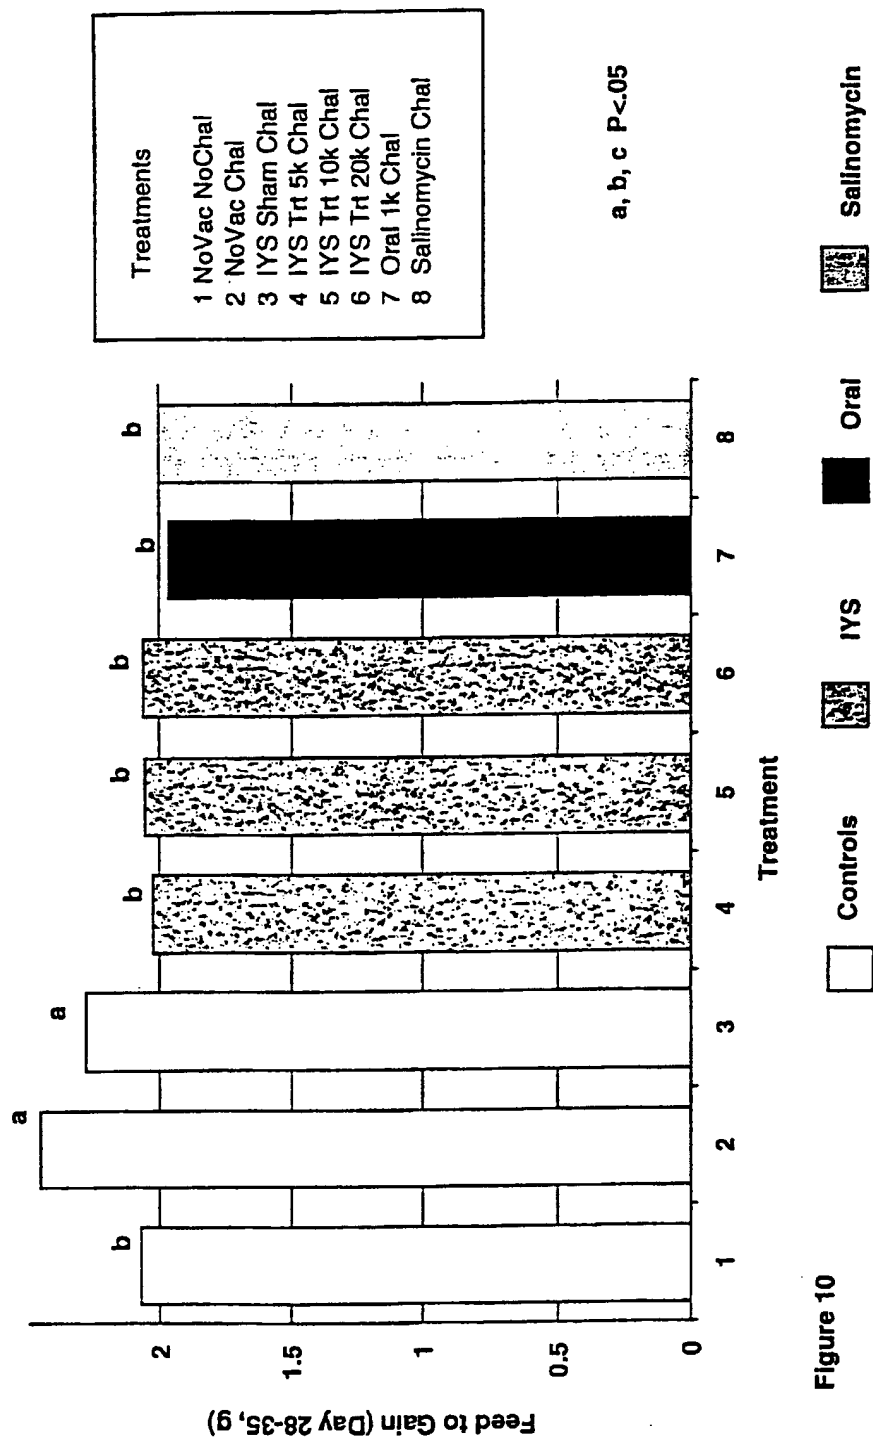 Treatments
1 NoVac NoChal
2 NoVac Chal
3 IYS Sham Chal
4 IYS Trt 5k Chal
5 IYS Trt 10k Chal
6 IYS Trt 20k Chal
7 Oral 1k Chal
8 Salinomycin Chal
a, b, c P<.05
Feed to Gain (Day 28-35, g)
2
1.5
1
0.5
0
b
a
a
b
b
b
b
b
1 2 3 4 5 6 7 8
Treatment
Controls IYS Oral Salinomycin
Figure 10